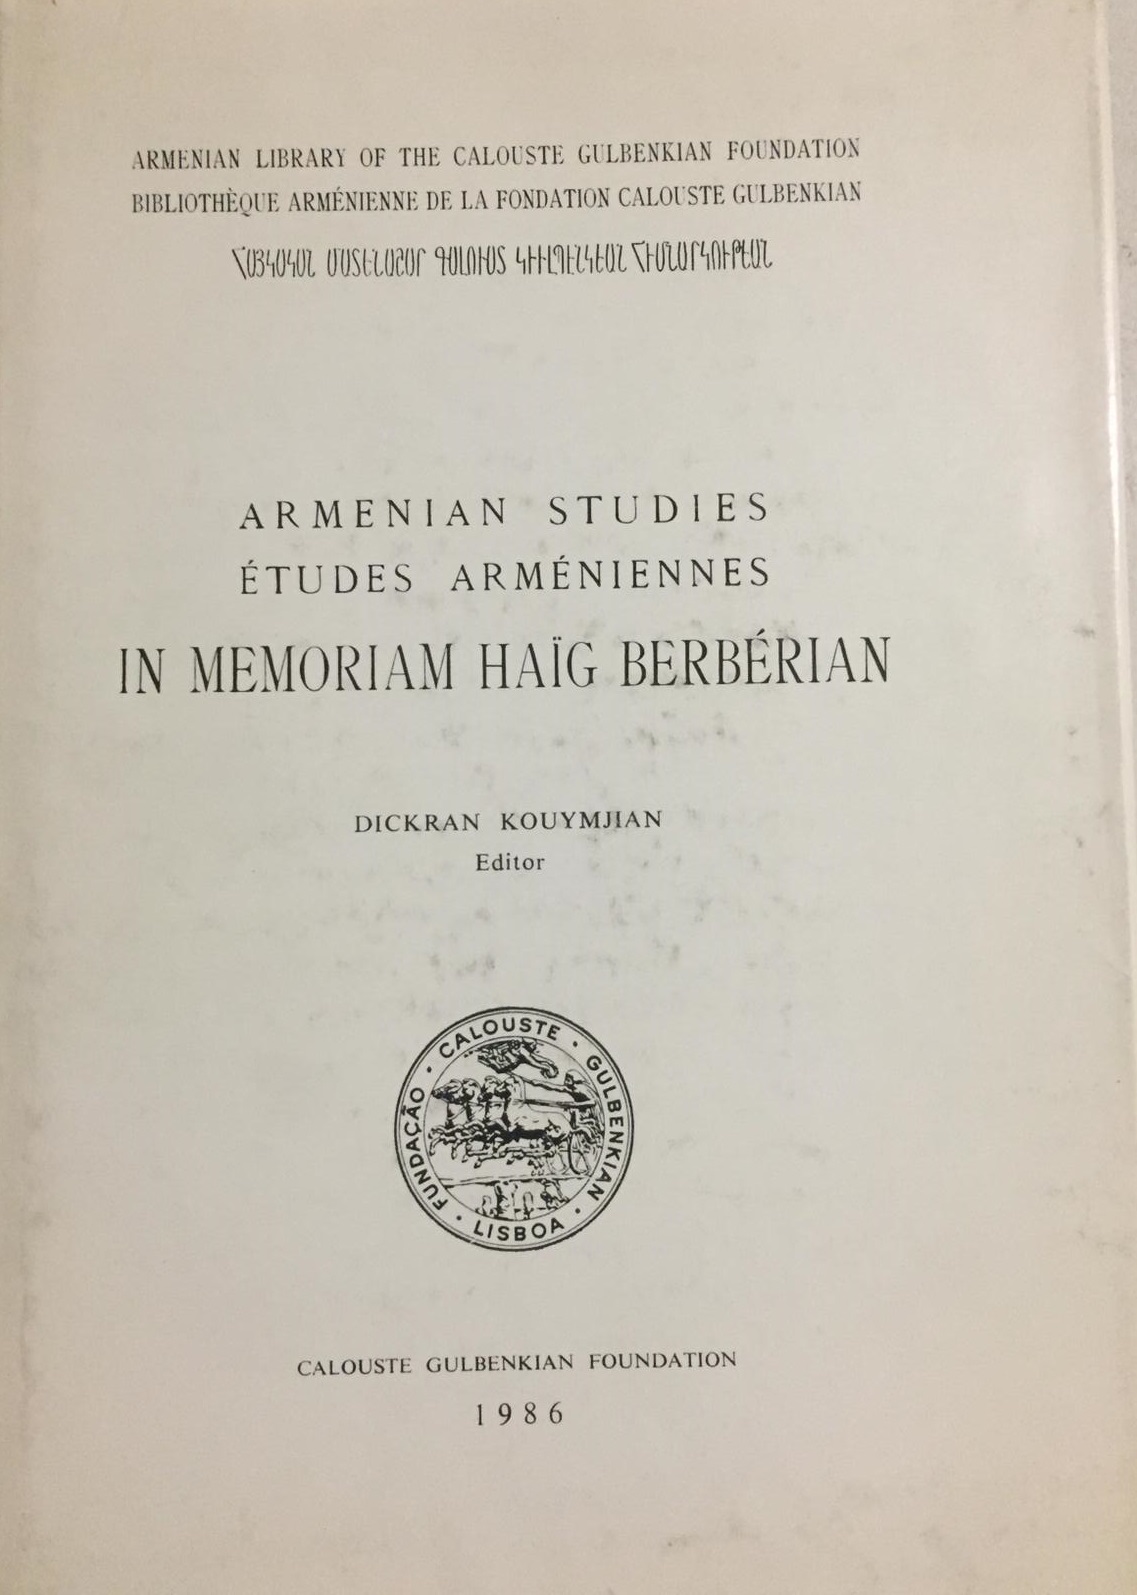 ARMENIAN LIBRARY OF THE CALOUSTE GULBENKIAN FOUNDATION
BIBLIOTHÈQUE ARMÉNIENNE DE LA FONDATION CALOUSTE GULBENKIAN
ՀԱՅԿԱԿԱՆ ՄԱՏԵՆԱՇԱՐ ԳԱԼՈՒՍՏ ԿԻՒԼՊԷՆԿԵԱՆ ՀԻՄՆԱՐԿՈՒԹԵԱՆ
ARMENIAN STUDIES
ÉTUDES ARMÉNIENNES
IN MEMORIAM HAÏG BERBÉRIAN
DICKRAN KOUYMJIAN
Editor
FUNDAÇÃO · CALOUSTE · GULBENKIAN · LISBOA ·
CALOUSTE GULBENKIAN FOUNDATION
1986